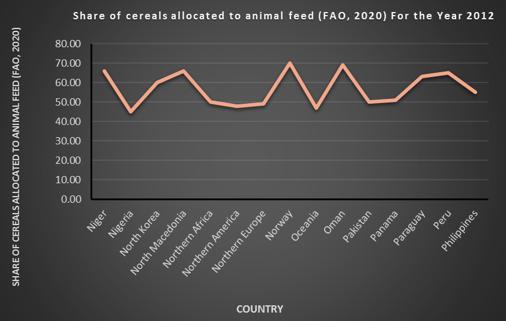 Share of cereals allocated to animal feed (FAO, 2020) For the Year 2012
SHARE OF CEREALS ALLOCATED TO ANIMAL FEED (FAO, 2020)
80.00
70.00
60.00
50.00
40.00
30.00
20.00
10.00
0.00
Niger
Nigeria
North Korea
North Macedonia
Northern Africa
Northern America
Northern Europe
Norway
Oceania
Oman
Pakistan
Panama
Paraguay
Peru
Philippines
COUNTRY